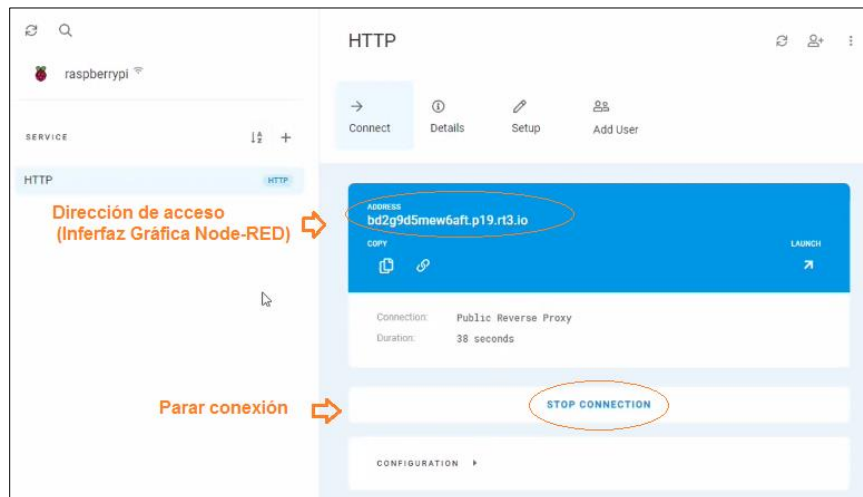 raspberrypi
SERVICE
HTTP HTTP
Dirección de acceso
(Inferfaz Gráfica Node-RED)
Parar conexión
HTTP
Connect Details Setup Add User
ADDRESS
bd2g9d5mew6aft.p19.rt3.io
COPY LAUNCH
Connection: Public Reverse Proxy
Duration: 38 seconds
STOP CONNECTION
CONFIGURATION